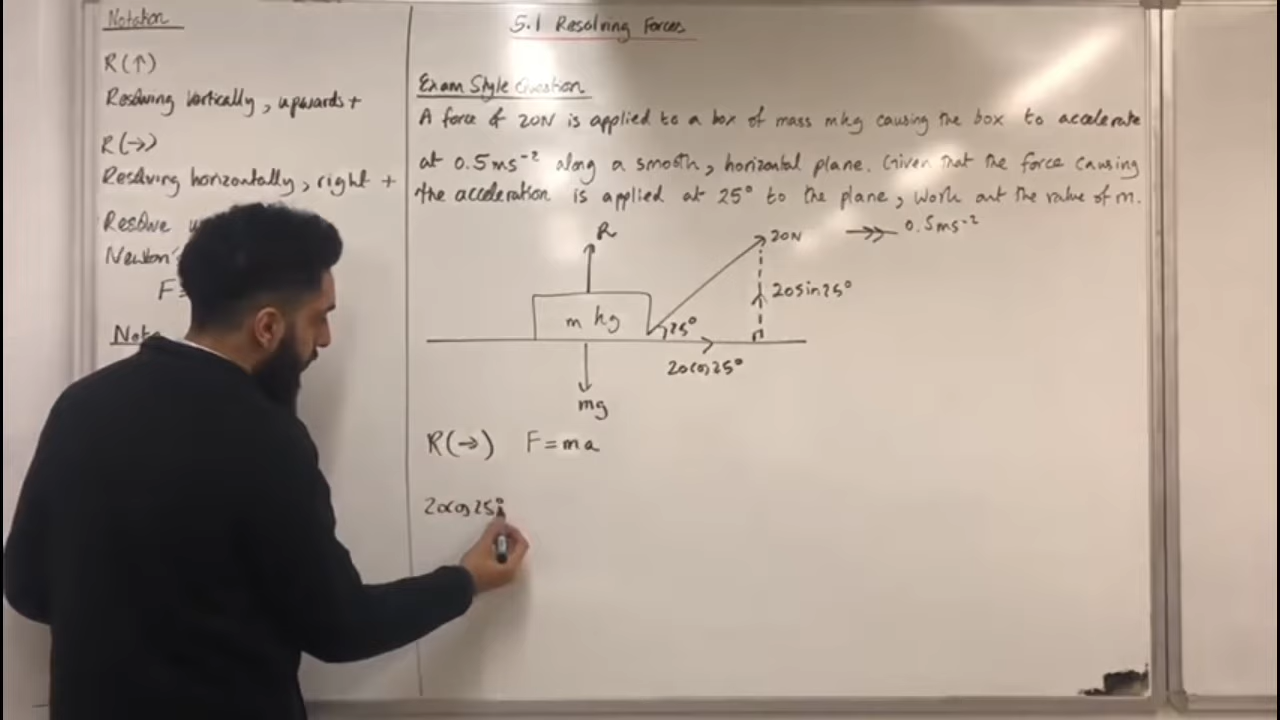 Notation
R(↑)
Resolving vertically, upwards +
R(→)
Resolving horizontally, right +
Resolve
Newton's
F=
Note
5.1 Resolving Forces
Exam Style Question
A force of 20N is applied to a box of mass m kg causing the box to accelerate
at 0.5ms⁻² along a smooth, horizontal plane. Given that the force causing
the acceleration is applied at 25° to the plane, work out the value of m.
R
20N
0.5ms⁻²
20sin25°
m kg
25°
20cos25°
mg
R(→) F=ma
20cos25°